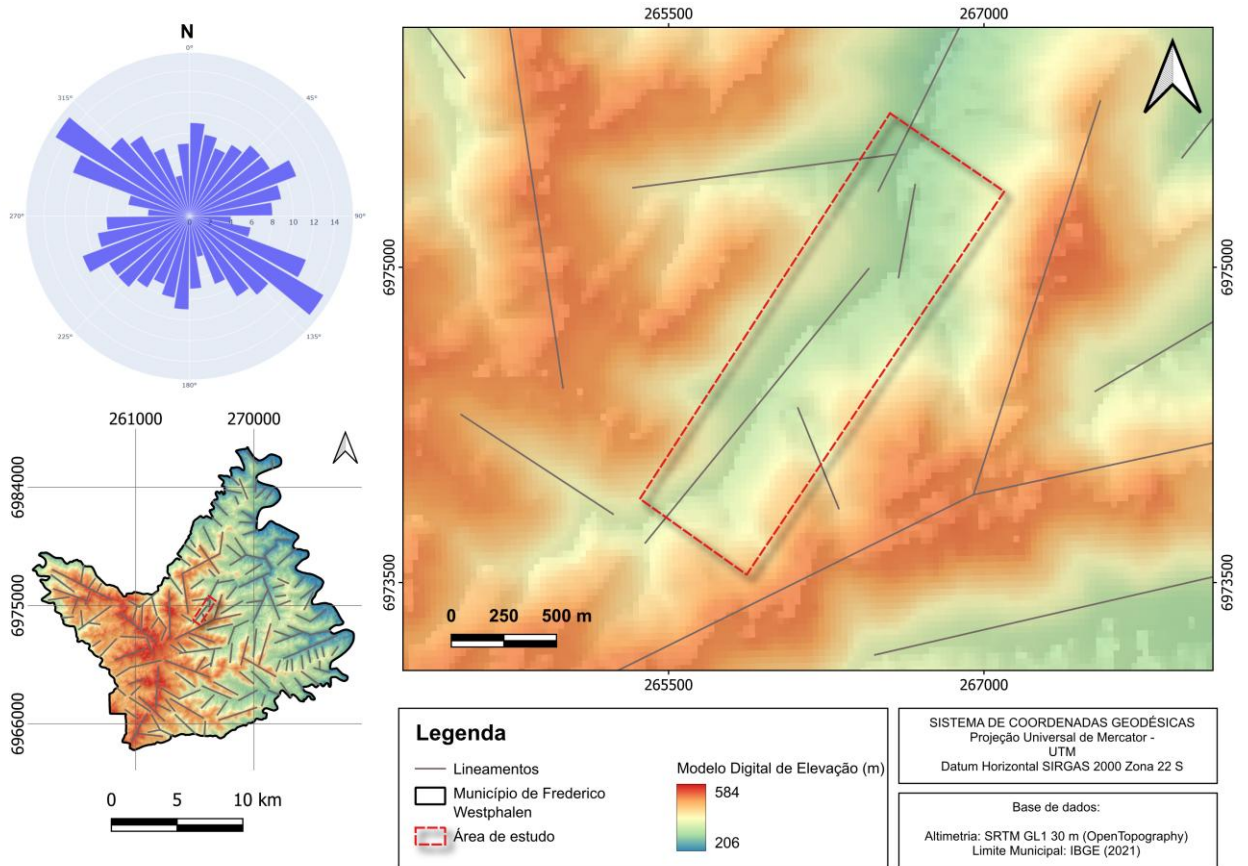 N
0°
315°
45°
270°
0 2 4 6 8 10 12 14
90°
225°
135°
180°
265500
267000
6975000
6975000
6973500
6973500
0 250 500 m
265500
267000
261000
270000
6984000
6975000
6966000
0 5 10 km
Legenda
Lineamentos
Município de Frederico
Westphalen
Área de estudo
Modelo Digital de Elevação (m)
584
206
SISTEMA DE COORDENADAS GEODÉSICAS
Projeção Universal de Mercator -
UTM
Datum Horizontal SIRGAS 2000 Zona 22 S
Base de dados:
Altimetria: SRTM GL1 30 m (OpenTopography)
Limite Municipal: IBGE (2021)